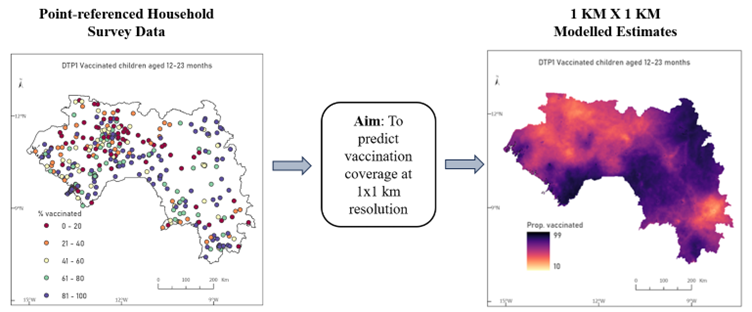 Point-referenced Household
Survey Data
DTP1 Vaccinated children aged 12-23 months
12°N
9°N
% vaccinated
0 - 20
21 - 40
41 - 60
61 - 80
81 - 100
0 100 200 Km
15°W 12°W 9°W
Aim: To
predict
vaccination
coverage at
1x1 km
resolution
1 KM X 1 KM
Modelled Estimates
DTP1 Vaccinated children aged 12-23 months
12°N
9°N
Prop. vaccinated
99
10
0 100 200 Km
15°W 12°W 9°W